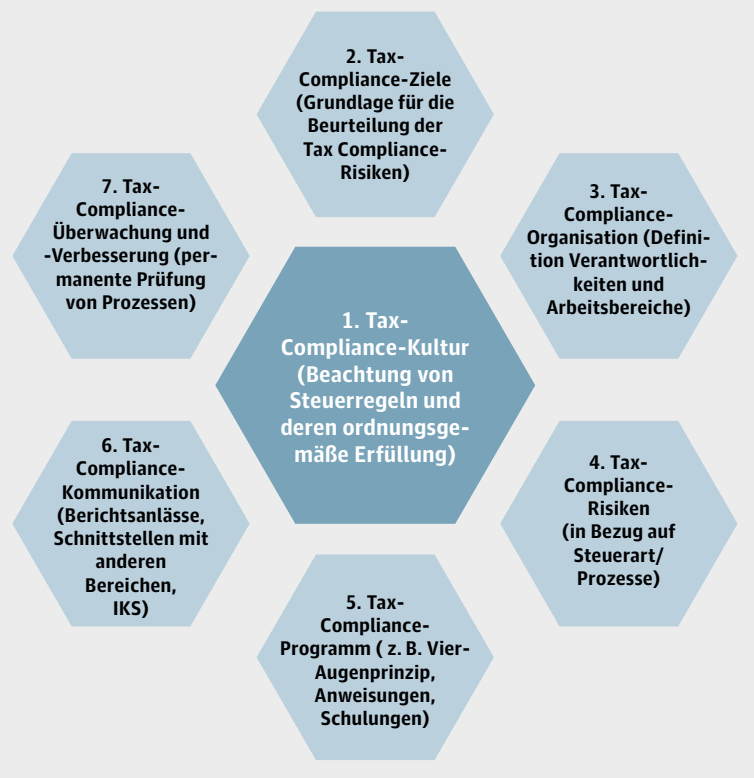 2. Tax-
Compliance-Ziele
(Grundlage für die
Beurteilung der
Tax Compliance-
Risiken)
7. Tax-
Compliance-
Überwachung und
-Verbesserung (per-
manente Prüfung
von Prozessen)
3. Tax-
Compliance-
Organisation (Defini-
tion Verantwortlich-
keiten und
Arbeitsbereiche)
1. Tax-
Compliance-Kultur
(Beachtung von
Steuerregeln und
deren ordnungsge-
mäße Erfüllung)
6. Tax-
Compliance-
Kommunikation
(Berichtsanlässe,
Schnittstellen mit
anderen
Bereichen,
IKS)
4. Tax-
Compliance-
Risiken
(in Bezug auf
Steuerart/
Prozesse)
5. Tax-
Compliance-
Programm ( z. B. Vier-
Augenprinzip,
Anweisungen,
Schulungen)